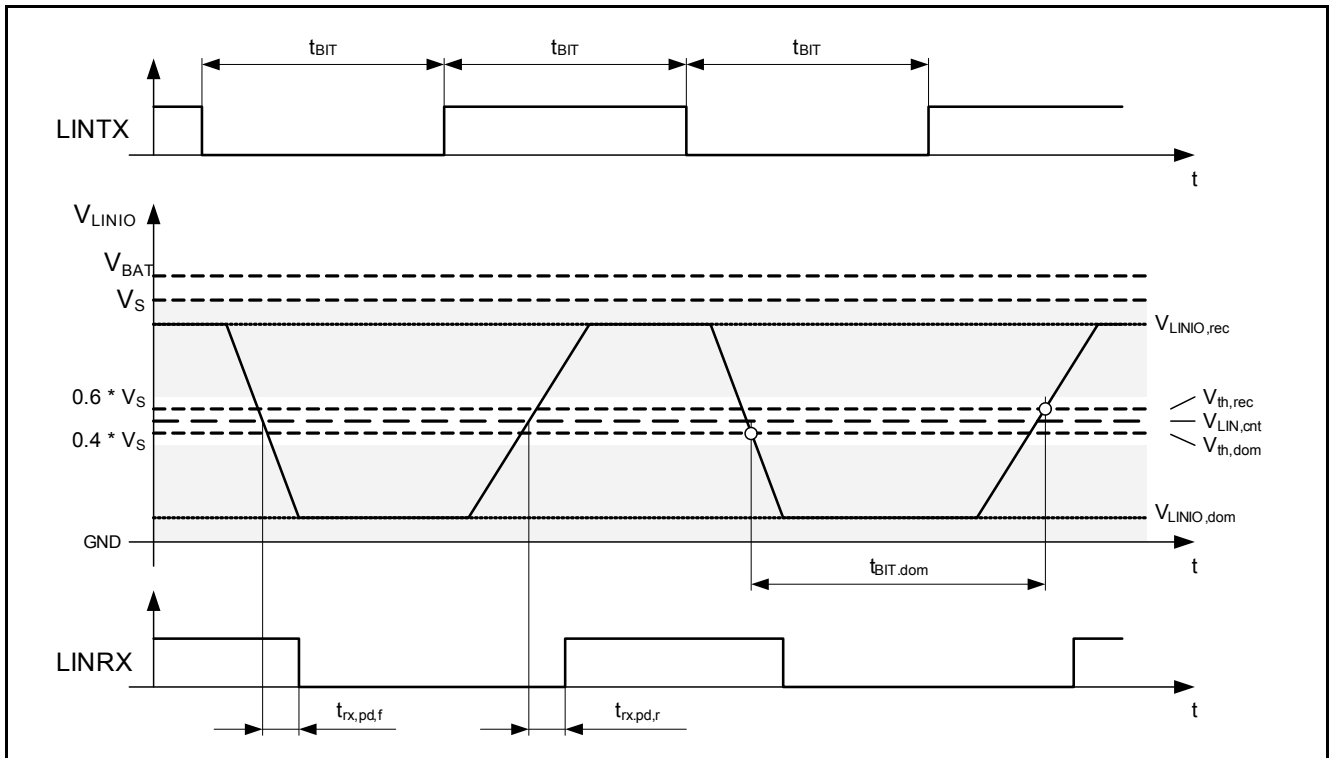 tBIT tBIT tBIT
LINTX
t
VLINIO
VBAT
VS
VLINIO,rec
0.6 * VS
Vth,rec
VLIN,cnt
0.4 * VS
Vth,dom
VLINIO,dom
GND
tBIT.dom
t
LINRX
t
trx,pd,f trx.pd,r